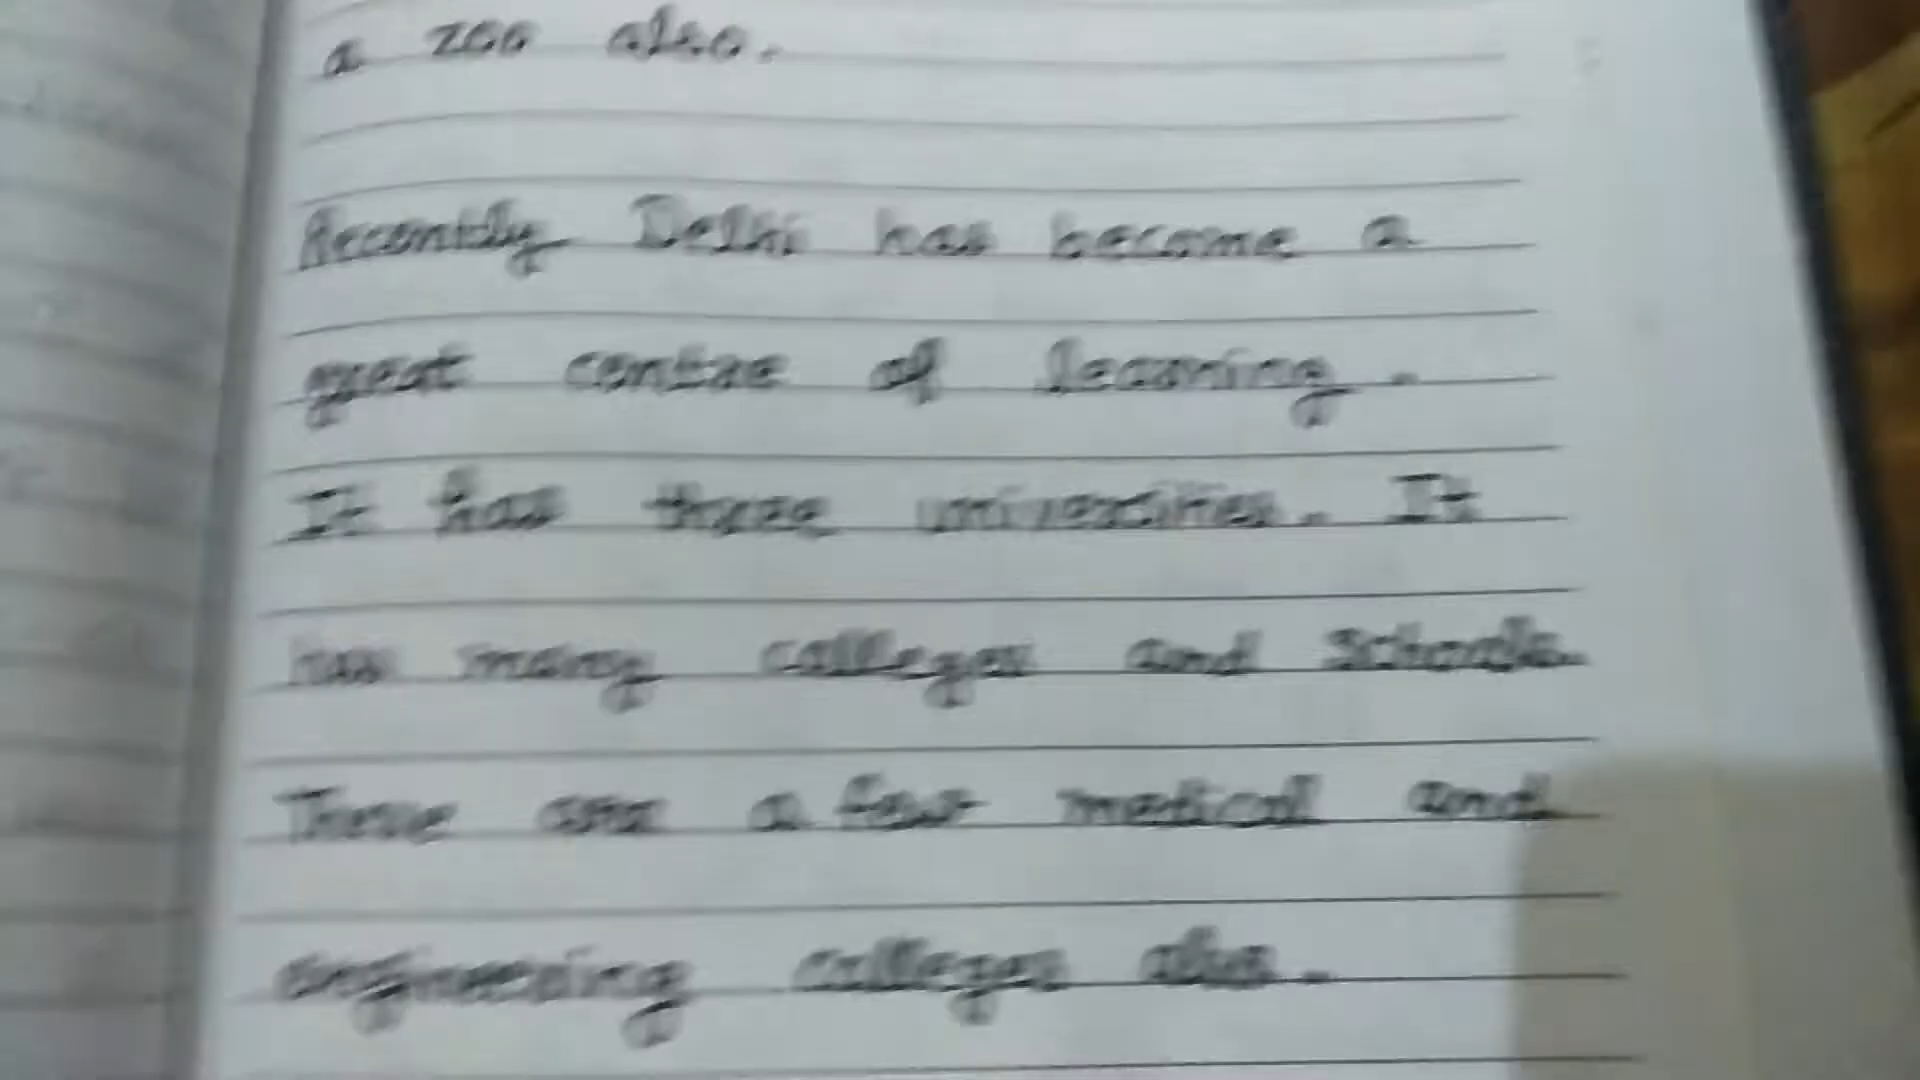 a zoo also.
Recently Delhi has become a
great centre of learning.
It has three universities. It
has many colleges and schools.
There are a few medical and
engineering colleges also.